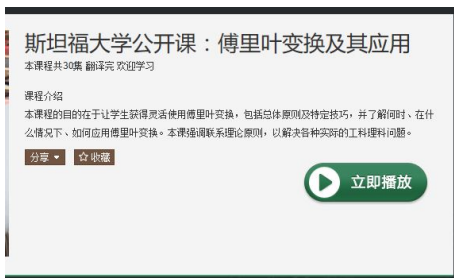 斯坦福大学公开课：傅里叶变换及其应用
本课程共30集 翻译完 欢迎学习
课程介绍
本课程的目的在于让学生获得灵活使用傅里叶变换，包括总体原则及特定技巧，并了解何时、在什
么情况下、如何应用傅里叶变换。本课强调联系理论原则，以解决各种实际的工科理科问题。
分享 收藏
立即播放